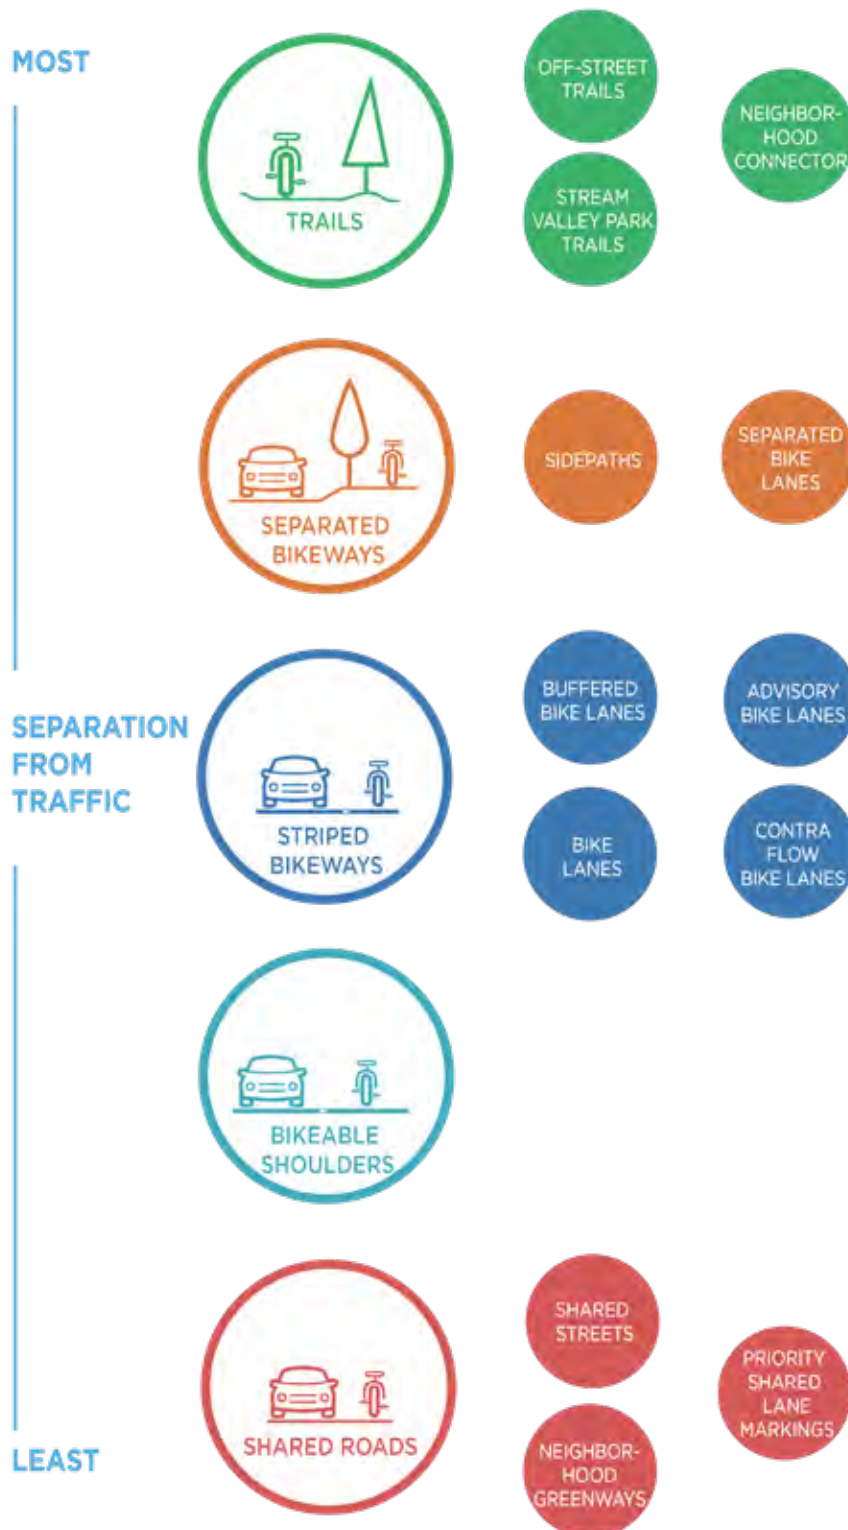 MOST
TRAILS
OFF-STREET
TRAILS
STREAM
VALLEY PARK
TRAILS
NEIGHBOR-
HOOD
CONNECTOR
SEPARATED
BIKEWAYS
SIDEPATHS
SEPARATED
BIKE
LANES
SEPARATION
FROM
TRAFFIC
STRIPED
BIKEWAYS
BUFFERED
BIKE LANES
ADVISORY
BIKE LANES
BIKE
LANES
CONTRA
FLOW
BIKE LANES
BIKEABLE
SHOULDERS
SHARED ROADS
SHARED
STREETS
NEIGHBOR-
HOOD
GREENWAYS
PRIORITY
SHARED
LANE
MARKINGS
LEAST